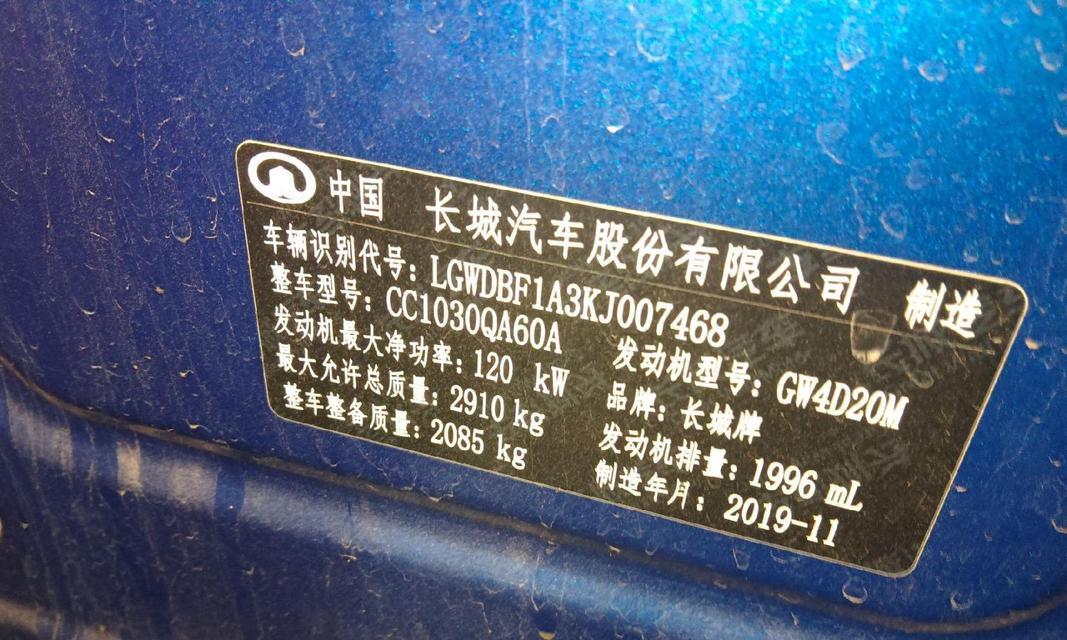 中国 长城汽车股份有限公司 制造
车辆识别代号: LGWDBF1A3KJ007468
整车型号: CC1030QA60A 发动机型号: GW4D20M
发动机最大净功率: 120 kW 品牌: 长城牌
最大允许总质量: 2910 kg 发动机排量: 1996 mL
整车整备质量: 2085 kg 制造年月: 2019-11